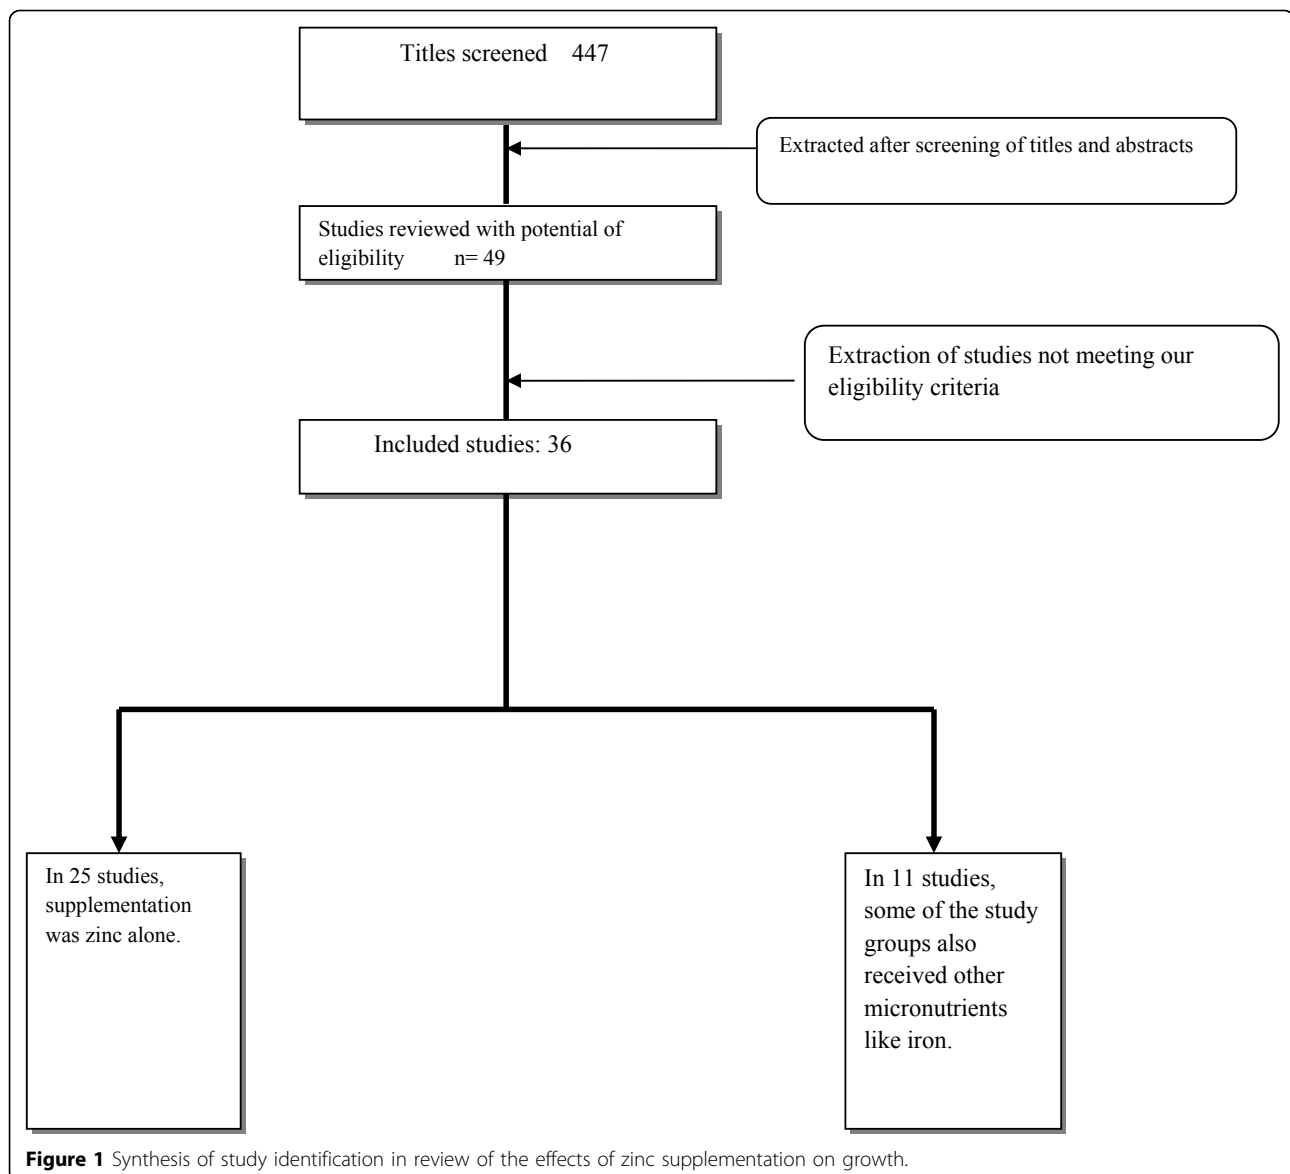 Titles screened 447
Extracted after screening of titles and abstracts
Studies reviewed with potential of
eligibility n= 49
Extraction of studies not meeting our
eligibility criteria
Included studies: 36
In 25 studies,
supplementation
was zinc alone.
In 11 studies,
some of the study
groups also
received other
micronutrients
like iron.
Figure 1 Synthesis of study identification in review of the effects of zinc supplementation on growth.